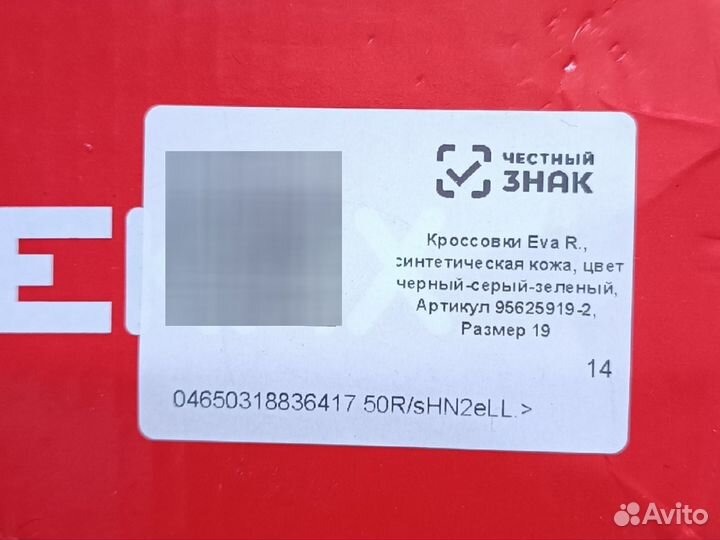 ЧЕСТНЫЙ
ЗНАК
Кроссовки Eva R.,
синтетическая кожа, цвет
черный-серый-зеленый,
Артикул 95625919-2,
Размер 19
14
04650318836417 50R/sHN2eLL.>
Avito